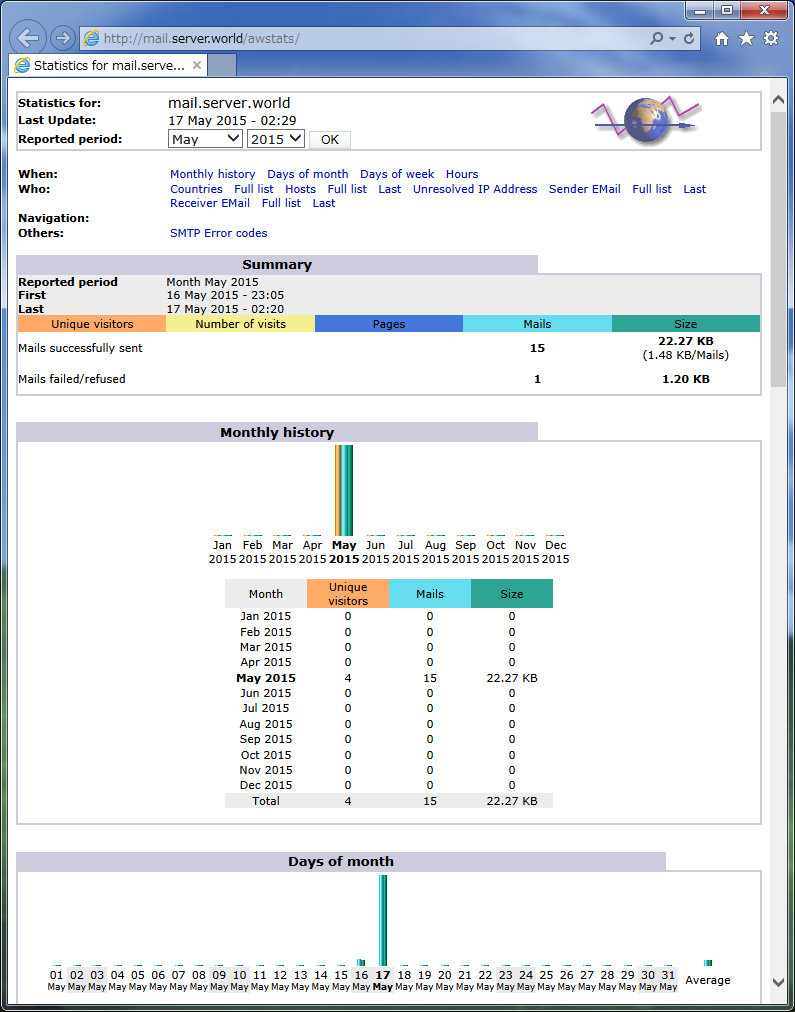 http://mail.server.world/awstats/
Statistics for mail.serve...
Statistics for: mail.server.world
Last Update: 17 May 2015 - 02:29
Reported period: May 2015 OK
When: Monthly history Days of month Days of week Hours
Who: Countries Full list Hosts Full list Last Unresolved IP Address Sender EMail Full list Last
Receiver EMail Full list Last
Navigation:
Others: SMTP Error codes
Summary
Reported period Month May 2015
First 16 May 2015 - 23:05
Last 17 May 2015 - 02:20
Unique visitors Number of visits Pages Mails Size
Mails successfully sent 15 22.27 KB
(1.48 KB/Mails)
Mails failed/refused 1 1.20 KB
Monthly history
Jan Feb Mar Apr May Jun Jul Aug Sep Oct Nov Dec
2015 2015 2015 2015 2015 2015 2015 2015 2015 2015 2015 2015
Month Unique visitors Mails Size
Jan 2015 0 0 0
Feb 2015 0 0 0
Mar 2015 0 0 0
Apr 2015 0 0 0
May 2015 4 15 22.27 KB
Jun 2015 0 0 0
Jul 2015 0 0 0
Aug 2015 0 0 0
Sep 2015 0 0 0
Oct 2015 0 0 0
Nov 2015 0 0 0
Dec 2015 0 0 0
Total 4 15 22.27 KB
Days of month
01 02 03 04 05 06 07 08 09 10 11 12 13 14 15 16 17 18 19 20 21 22 23 24 25 26 27 28 29 30 31 Average
May May May May May May May May May May May May May May May May May May May May May May May May May May May May May May May